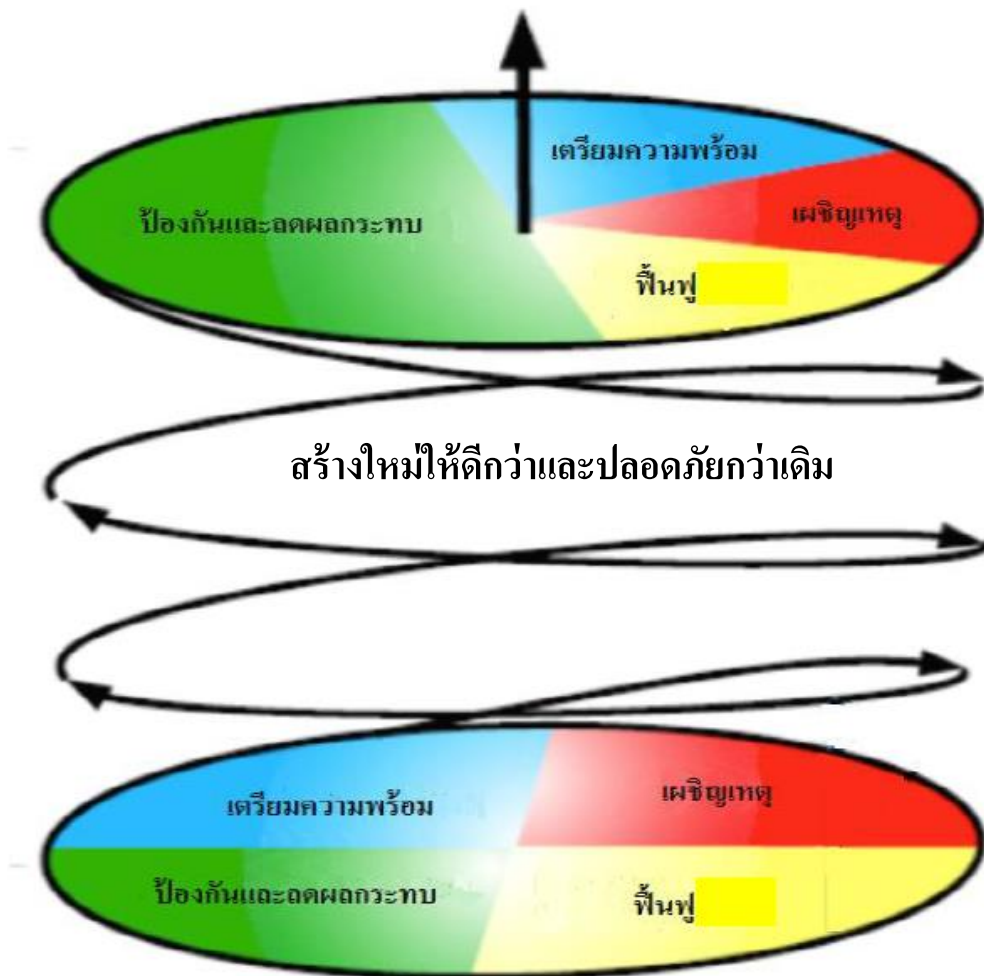 เตรียมความพร้อม
เผชิญเหตุ
ป้องกันและลดผลกระทบ
ฟื้นฟู
สร้างใหม่ให้ดีกว่าและปลอดภัยกว่าเดิม
เตรียมความพร้อม
เผชิญเหตุ
ป้องกันและลดผลกระทบ
ฟื้นฟู